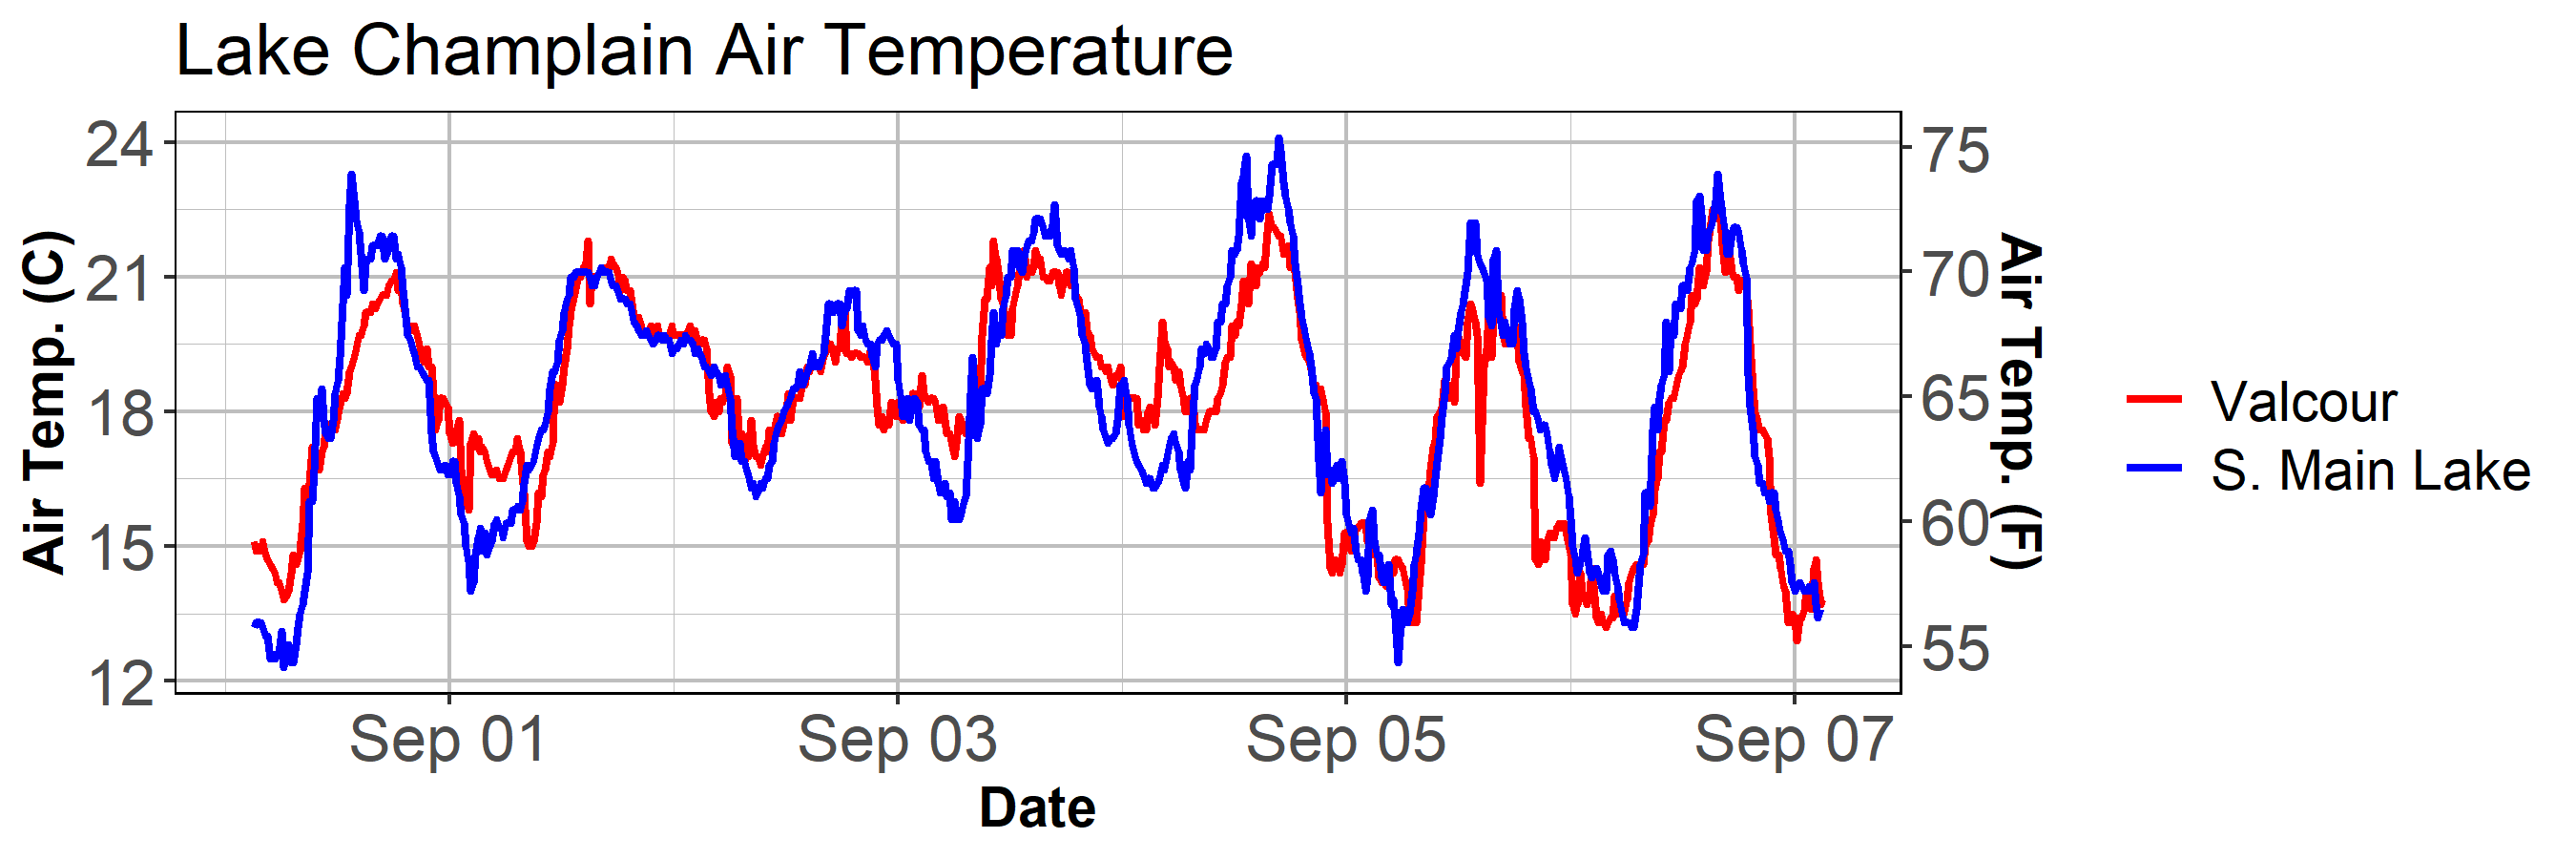 Lake Champlain Air Temperature
Air Temp. (C)
24
21
18
15
12
75
70
65
60
55
Air Temp. (F)
Sep 01 Sep 03 Sep 05 Sep 07
Date
Valcour
S. Main Lake